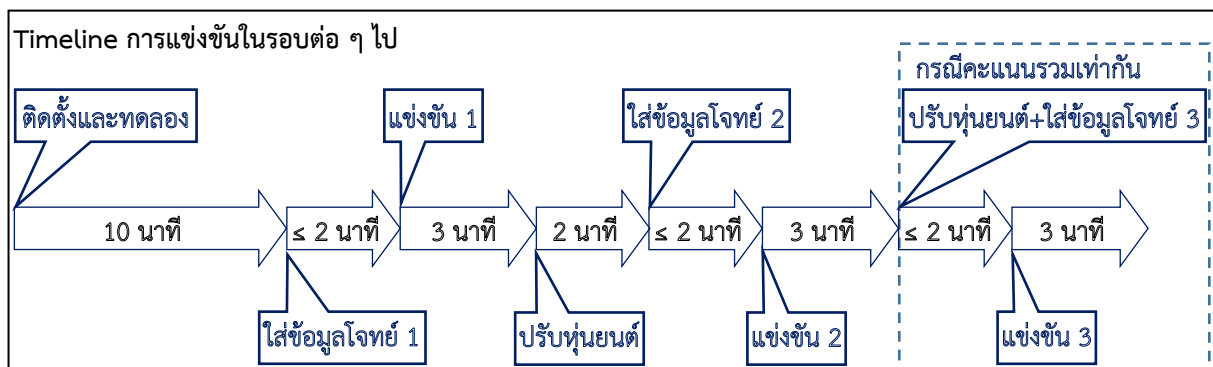 Timeline การแข่งขันในรอบต่อ ๆ ไป
กรณีคะแนนรวมเท่ากัน
ติดตั้งและทดลอง
แข่งขัน 1
ใส่ข้อมูลโจทย์ 2
ปรับหุ่นยนต์+ใส่ข้อมูลโจทย์ 3
10 นาที
≤ 2 นาที
3 นาที
2 นาที
≤ 2 นาที
3 นาที
≤ 2 นาที
3 นาที
ใส่ข้อมูลโจทย์ 1
ปรับหุ่นยนต์
แข่งขัน 2
แข่งขัน 3